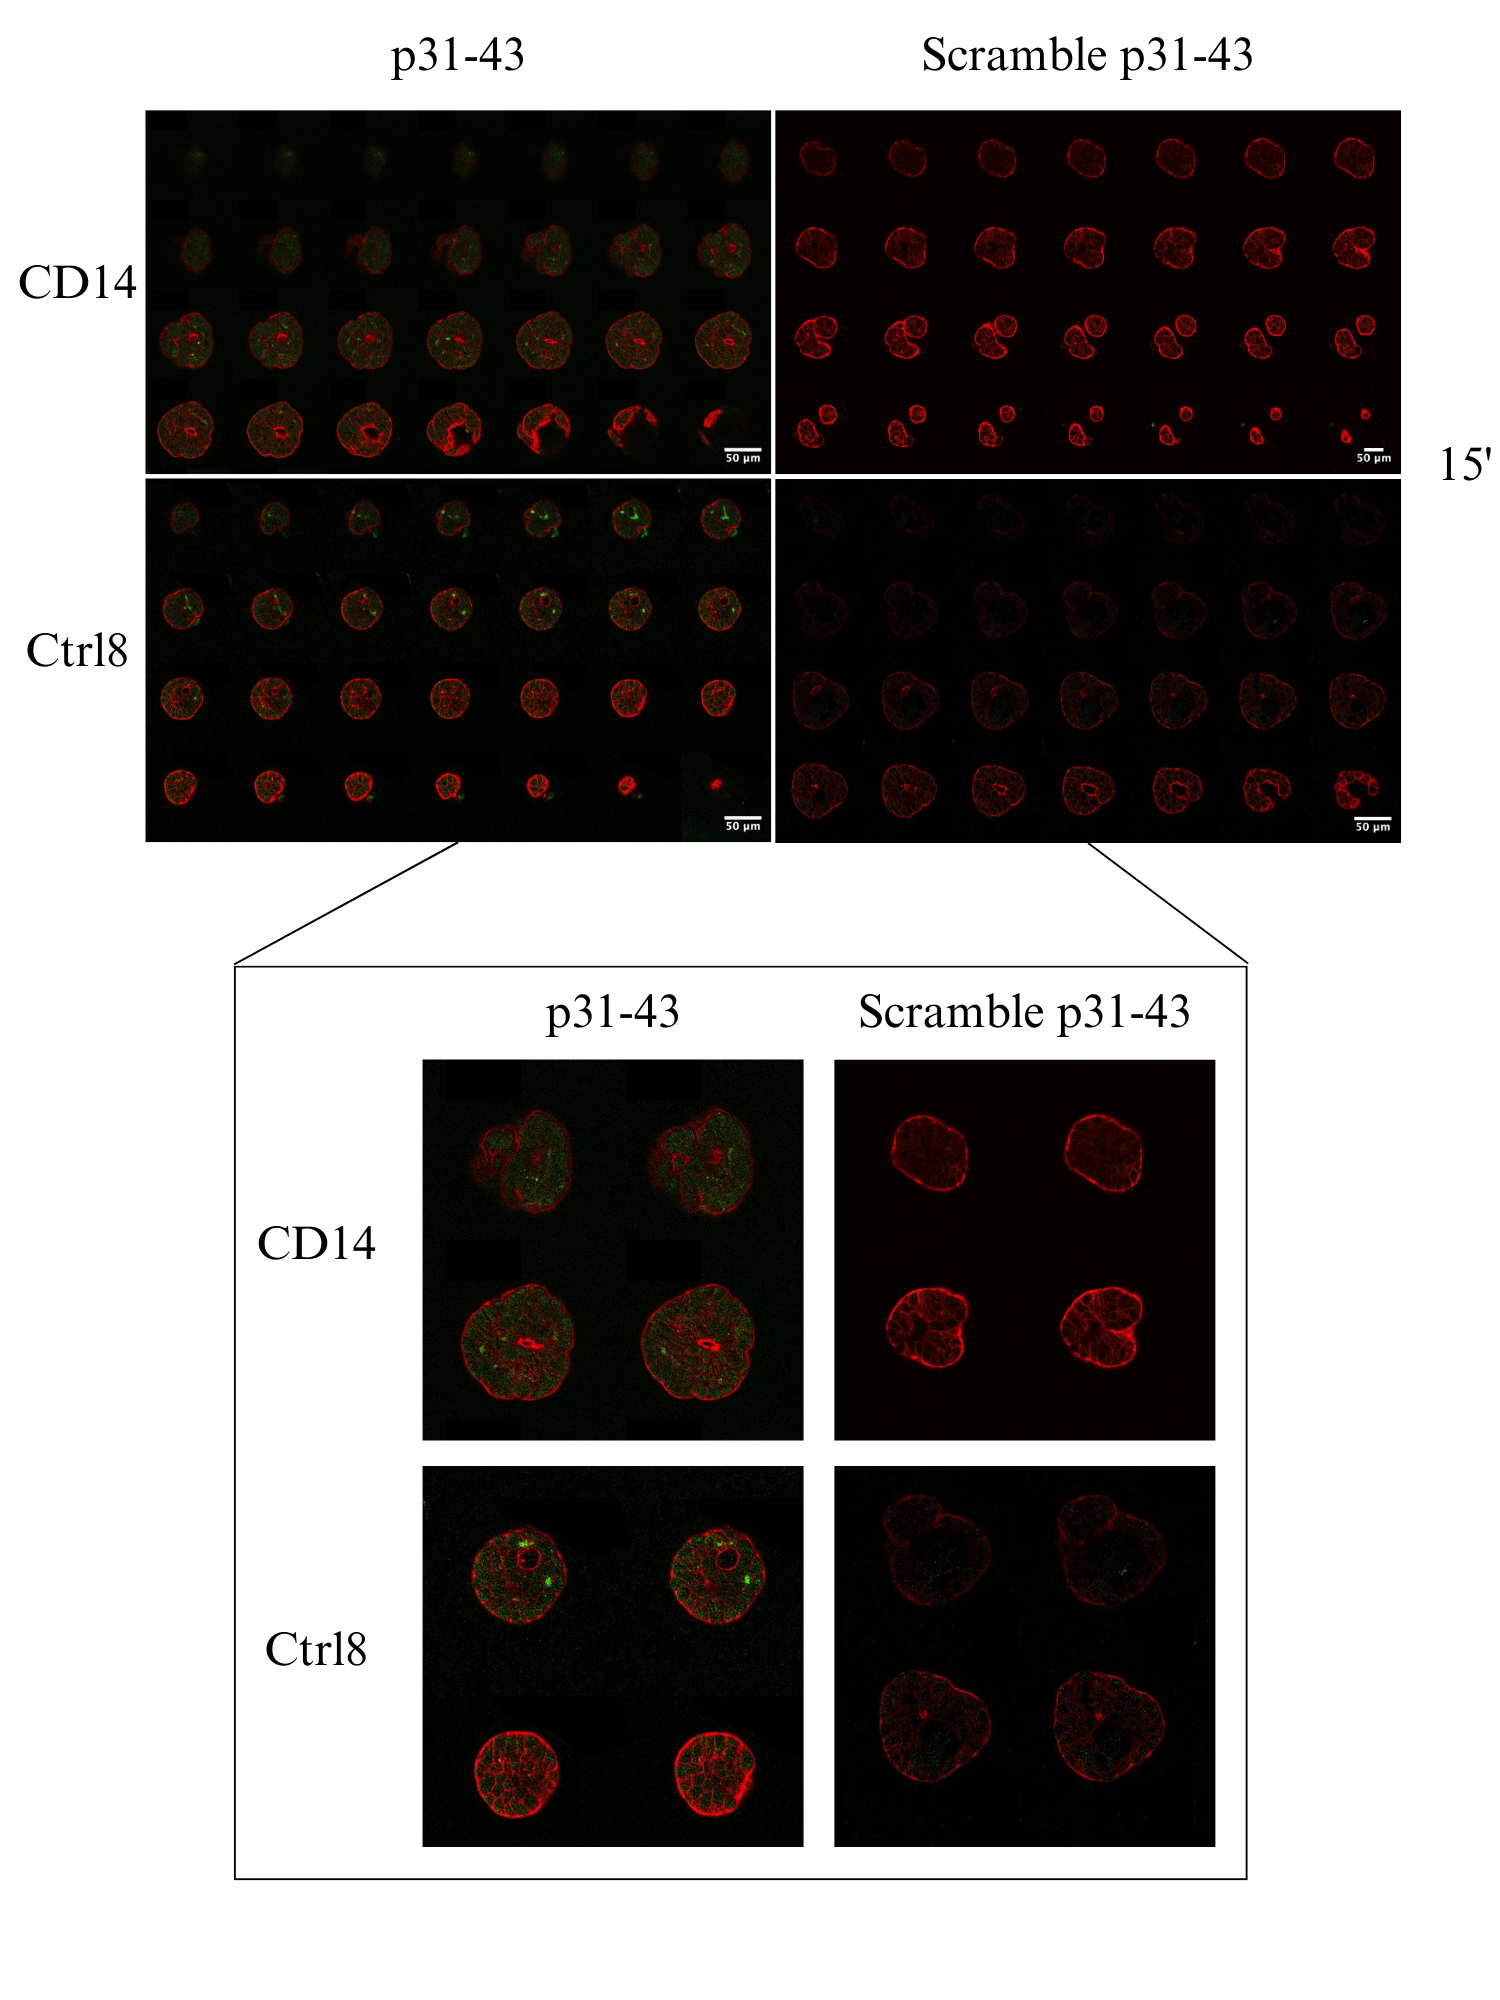 p31-43 Scramble p31-43
CD14
50 μm 50 μm
15'
Ctrl8
50 μm 50 μm
p31-43 Scramble p31-43
CD14
Ctrl8